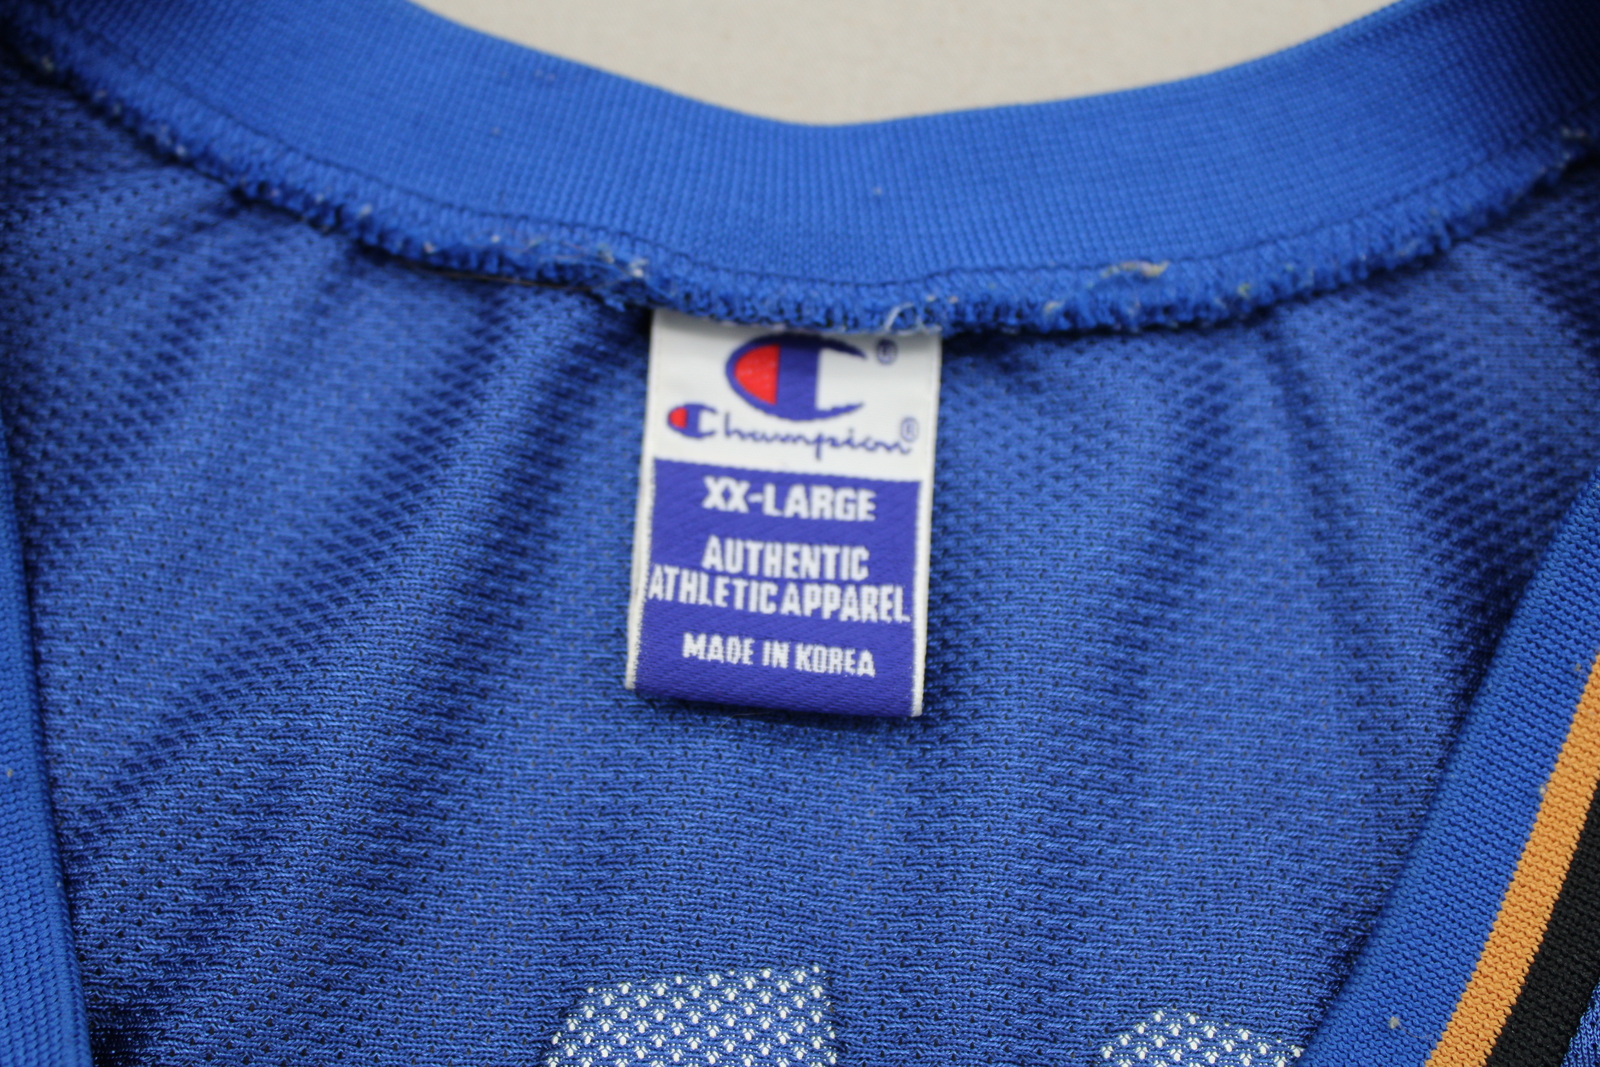 Champion®
XX-LARGE
AUTHENTIC
ATHLETIC APPAREL.
MADE IN KOREA